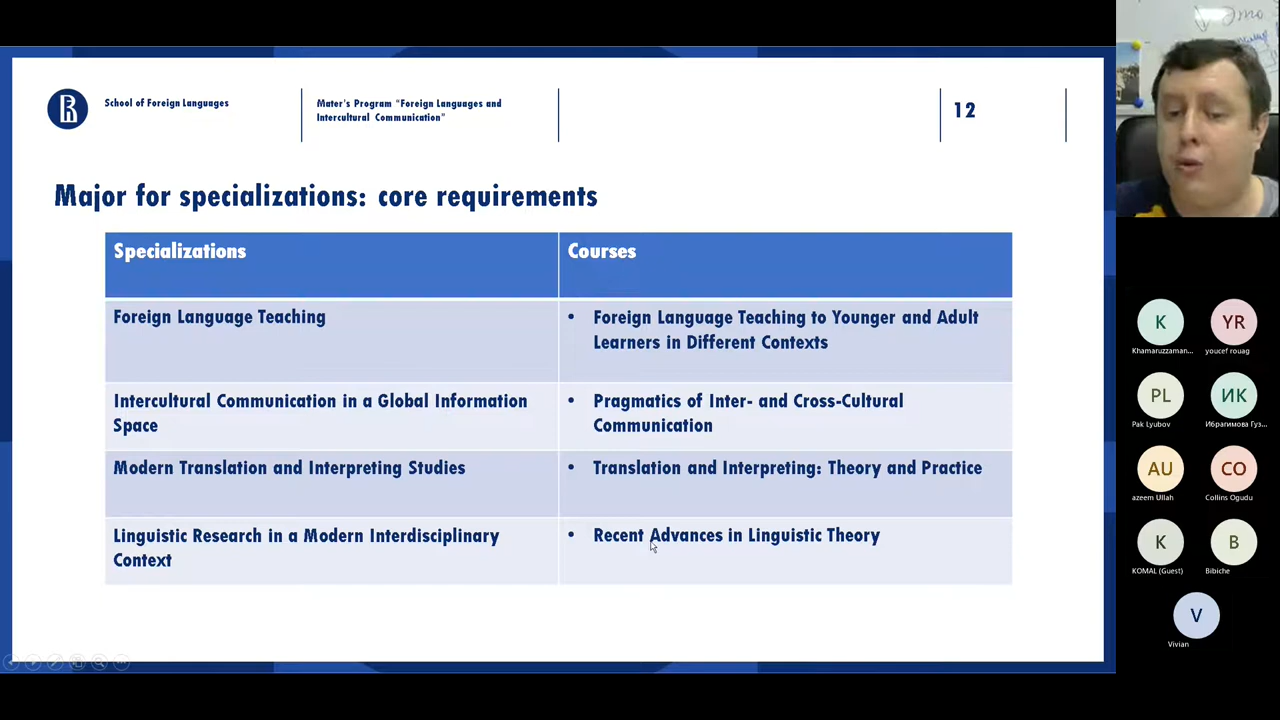 School of Foreign Languages
Mater's Program "Foreign Languages and
Intercultural Communication"
12
Major for specializations: core requirements
Specializations
Courses
Foreign Language Teaching
• Foreign Language Teaching to Younger and Adult
Learners in Different Contexts
Intercultural Communication in a Global Information
Space
• Pragmatics of Inter- and Cross-Cultural
Communication
Modern Translation and Interpreting Studies
• Translation and Interpreting: Theory and Practice
Linguistic Research in a Modern Interdisciplinary
Context
• Recent Advances in Linguistic Theory
Это
K
Khamaruzzaman...
YR
youcef rouag
PL
Pak Lyubov
ИК
Ибрагимова Гуз...
AU
azeem Ullah
CO
Collins Ogudu
K
KOMAL (Guest)
B
Bibiche
V
Vivian